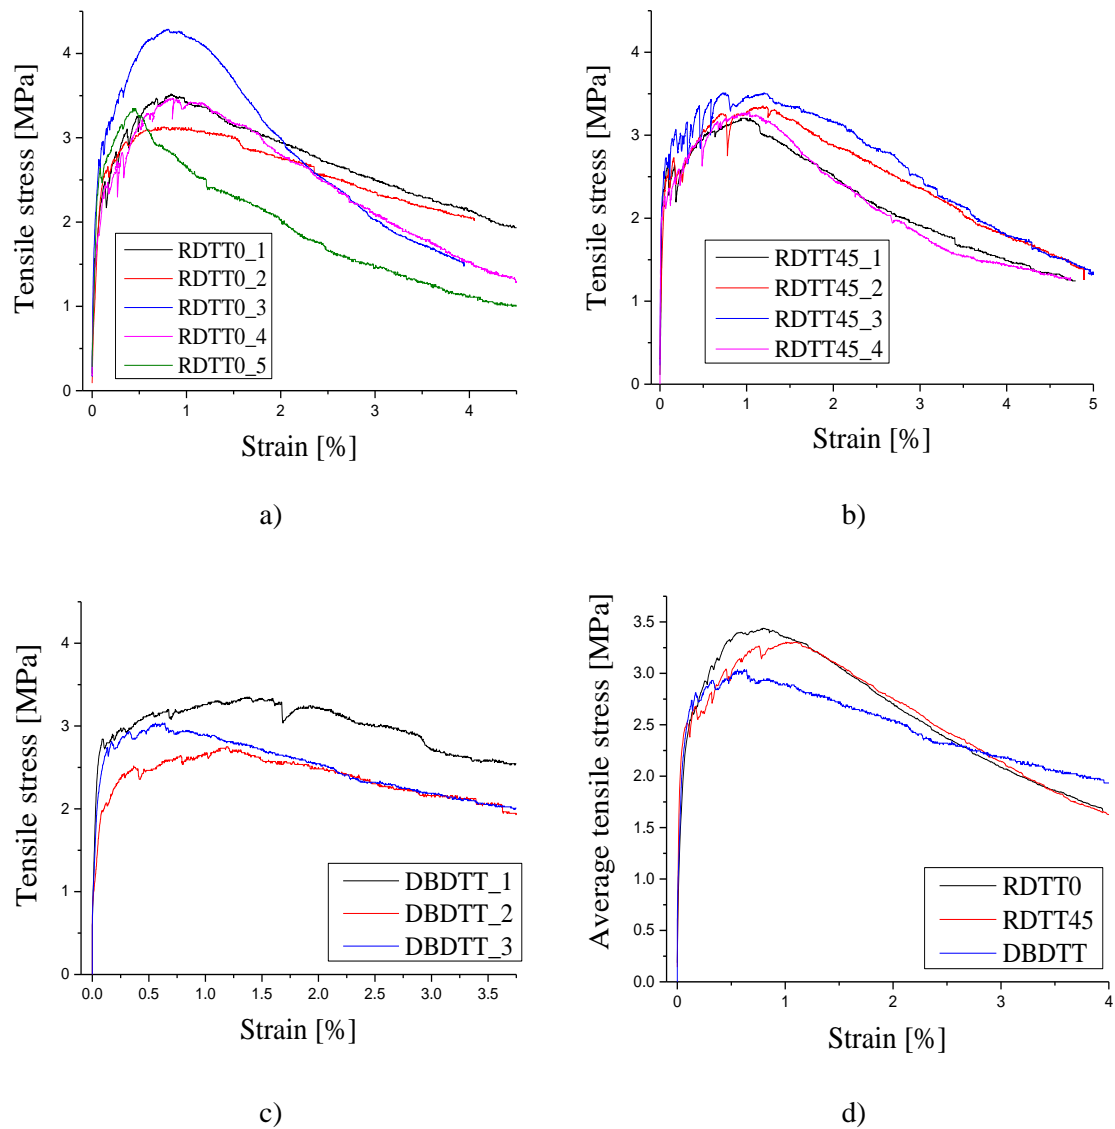 Tensile stress [MPa]
4
3
2
1
0
RDTT0_1
RDTT0_2
RDTT0_3
RDTT0_4
RDTT0_5
0 1 2 3 4
Strain [%]
a)
Tensile stress [MPa]
4
3
2
1
0
RDTT45_1
RDTT45_2
RDTT45_3
RDTT45_4
0 1 2 3 4 5
Strain [%]
b)
Tensile stress [MPa]
4
3
2
1
0
DBDTT_1
DBDTT_2
DBDTT_3
0.0 0.5 1.0 1.5 2.0 2.5 3.0 3.5
Strain [%]
c)
Average tensile stress [MPa]
3.5
3.0
2.5
2.0
1.5
1.0
0.5
0.0
RDTT0
RDTT45
DBDTT
0 1 2 3 4
Strain [%]
d)